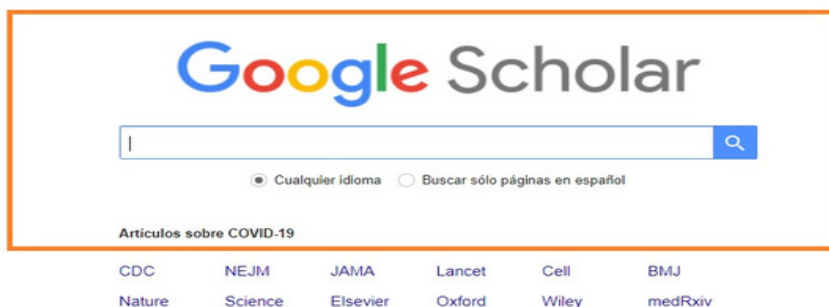 Google Scholar
Cualquier idioma Buscar sólo páginas en español
Artículos sobre COVID-19
CDC NEJM JAMA Lancet Cell BMJ
Nature Science Elsevier Oxford Wiley medRxiv